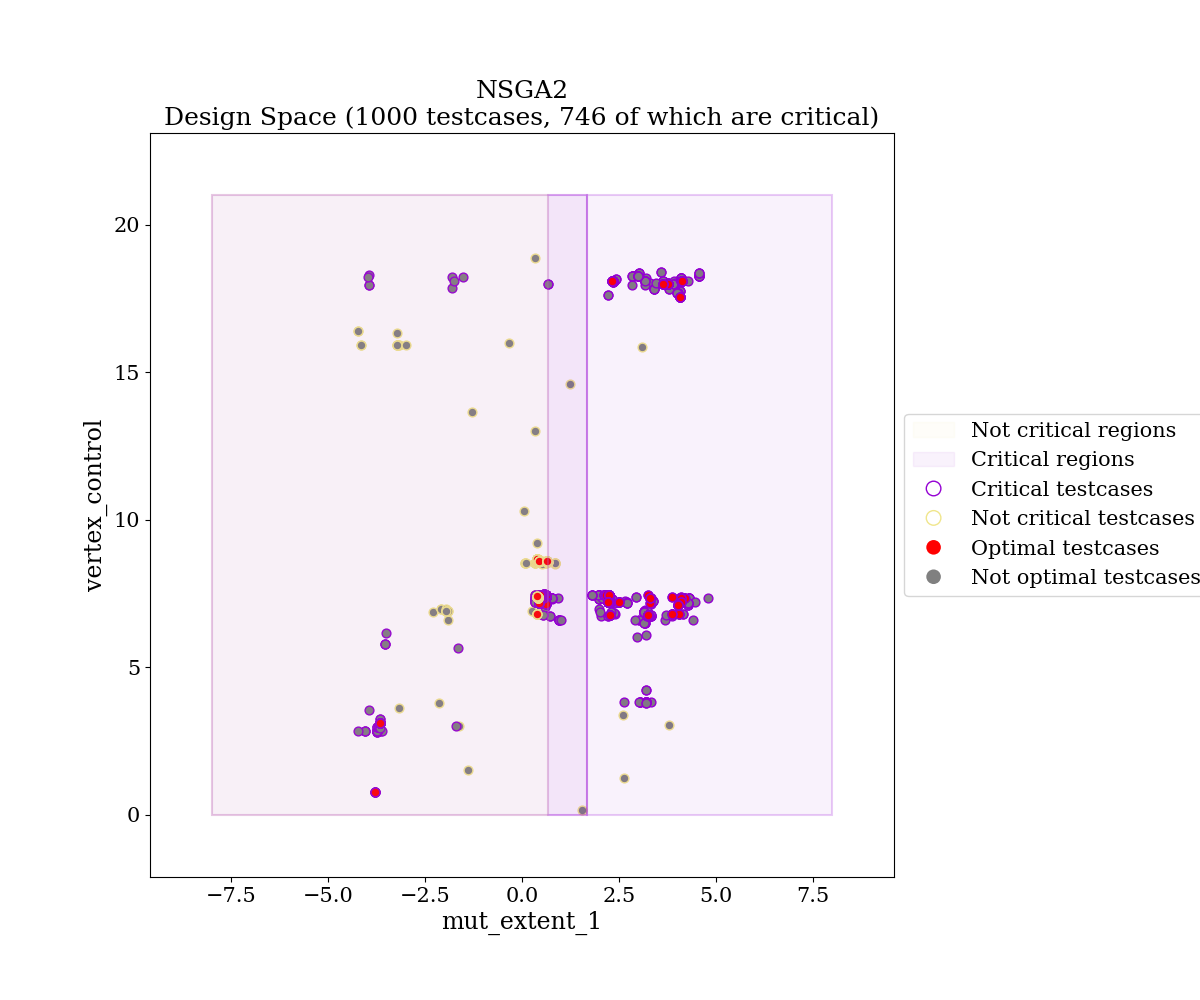 NSGA2
Design Space (1000 testcases, 746 of which are critical)
20
15
10
5
0
vertex_control
−7.5
−5.0
−2.5
0.0
2.5
5.0
7.5
mut_extent_1
Not critical regions
Critical regions
Critical testcases
Not critical testcases
Optimal testcases
Not optimal testcases